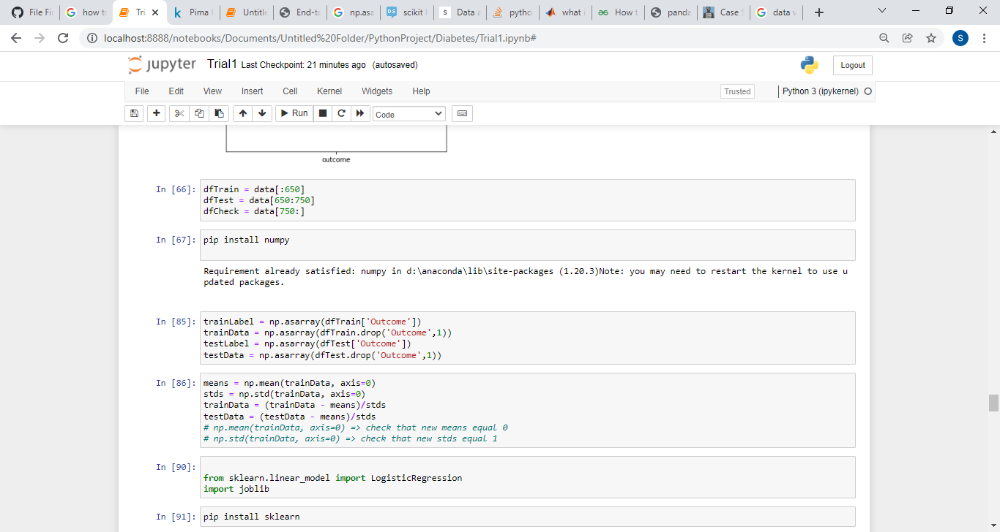 File Fi
how to
Tri
Pima
Untitle
End-to
np.asa
scikit
Data a
pytho
what i
How t
panda
Case S
data v
localhost:8888/notebooks/Documents/Untitled%20Folder/PythonProject/Diabetes/Trial1.ipynb#
S
jupyter Trial1 Last Checkpoint: 21 minutes ago (autosaved)
Logout
File Edit View Insert Cell Kernel Widgets Help
Trusted
Python 3 (ipykernel)
Run
Code
outcome
In [66]: dfTrain = data[:650]
dfTest = data[650:750]
dfCheck = data[750:]
In [67]: pip install numpy
Requirement already satisfied: numpy in d:\anaconda\lib\site-packages (1.20.3)Note: you may need to restart the kernel to use u
pdated packages.
In [85]: trainLabel = np.asarray(dfTrain['Outcome'])
trainData = np.asarray(dfTrain.drop('Outcome',1))
testLabel = np.asarray(dfTest['Outcome'])
testData = np.asarray(dfTest.drop('Outcome',1))
In [86]: means = np.mean(trainData, axis=0)
stds = np.std(trainData, axis=0)
trainData = (trainData - means)/stds
testData = (testData - means)/stds
# np.mean(trainData, axis=0) => check that new means equal 0
# np.std(trainData, axis=0) => check that new stds equal 1
In [90]:
from sklearn.linear_model import LogisticRegression
import joblib
In [91]: pip install sklearn